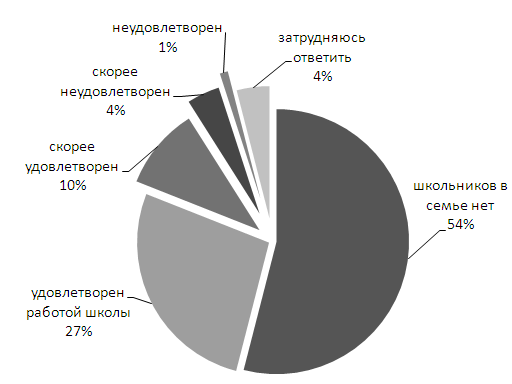 неудовлетворен
1%
затрудняюсь
ответить
4%
скорее
неудовлетворен
4%
скорее
удовлетворен
10%
школьников в
семье нет
54%
удовлетворен
работой школы
27%